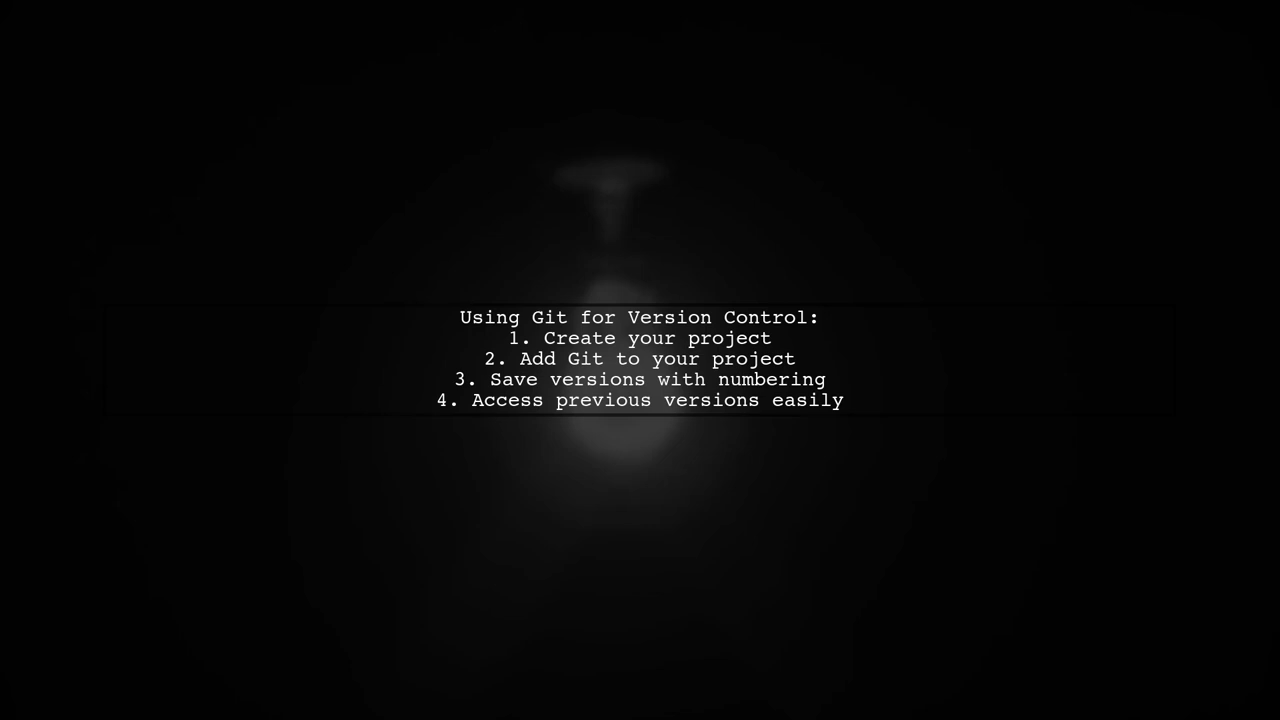 Using Git for Version Control:
1. Create your project
2. Add Git to your project
3. Save versions with numbering
4. Access previous versions easily